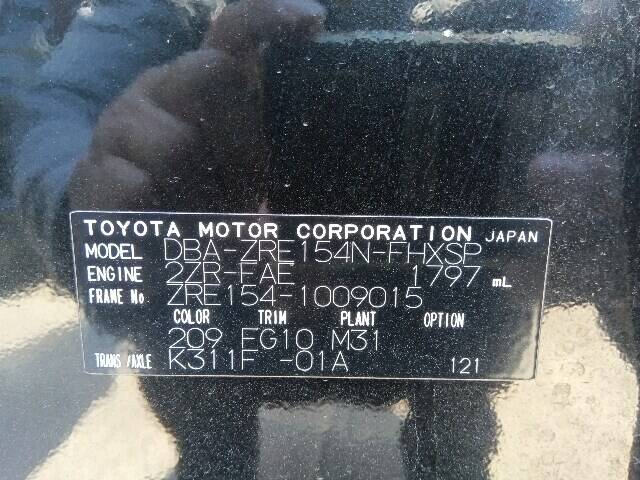 TOYOTA MOTOR CORPORATION JAPAN
MODEL DBA-ZRE154N-FHXSP
ENGINE 2ZR-FAE 1797 mL
FRAME No ZRE154-1009015
COLOR TRIM PLANT OPTION
209 FG10 M31
TRANS/AXLE K311F -01A 121